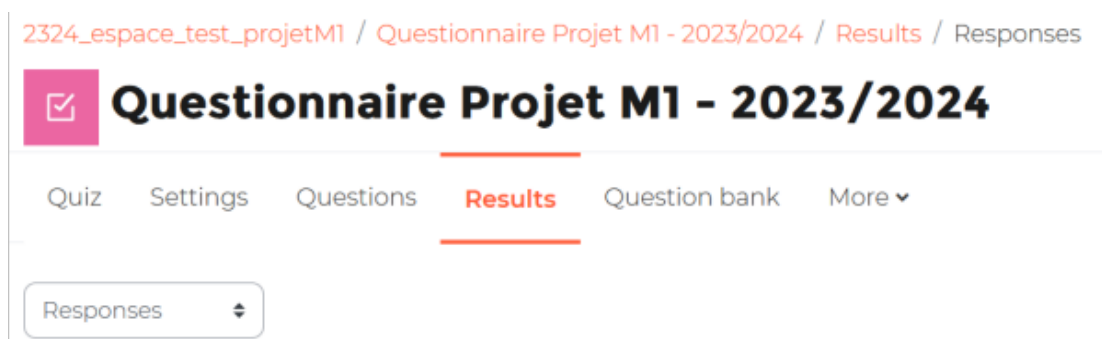 2324_espace_test_projetM1 / Questionnaire Projet M1 - 2023/2024 / Results / Responses
Questionnaire Projet M1 - 2023/2024
Quiz Settings Questions Results Question bank More
Responses